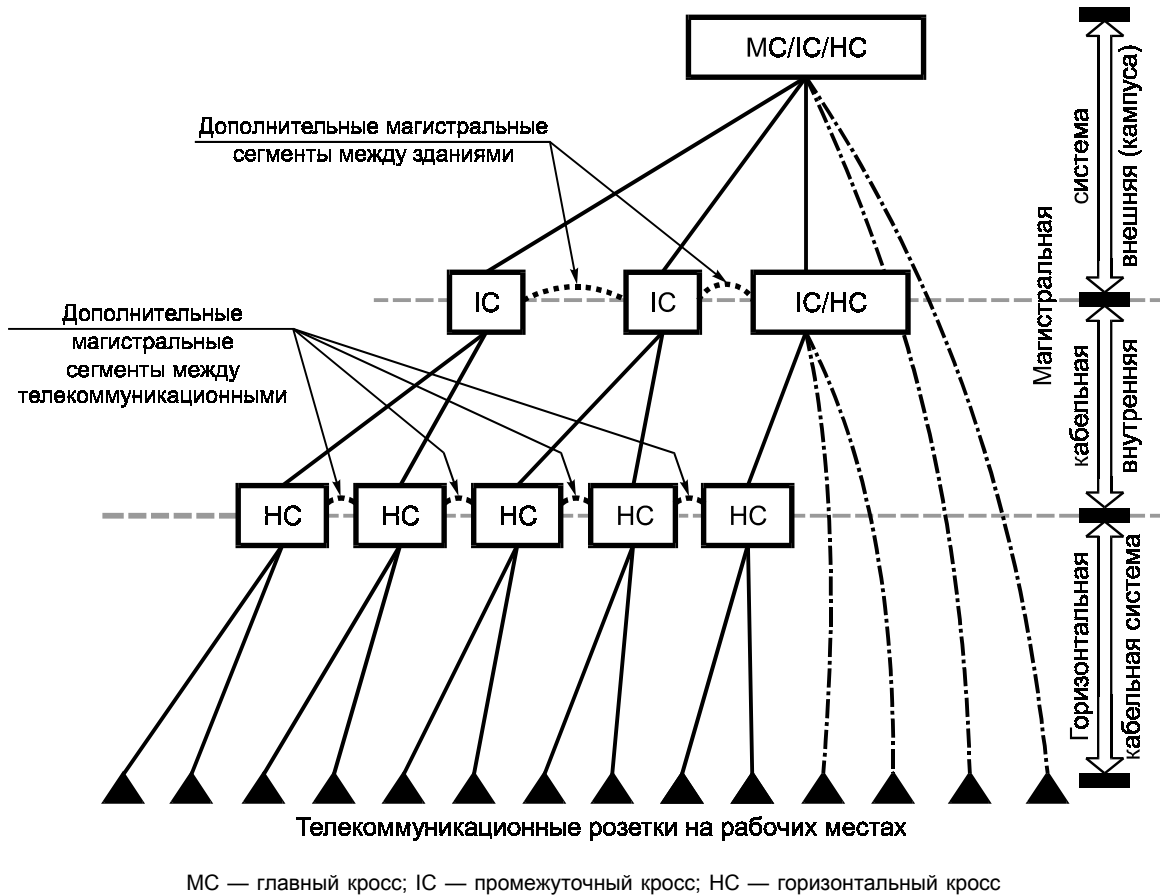 MC/IC/HC
Дополнительные магистральные
сегменты между зданиями
IC
IC
IC/HC
Дополнительные
магистральные
сегменты между
телекоммуникационными
HC
HC
HC
HC
HC
Магистральная
кабельная система
внутренняя
внешняя (кампуса)
Горизонтальная
кабельная система
Телекоммуникационные розетки на рабочих местах
MC — главный кросс; IC — промежуточный кросс; HC — горизонтальный кросс